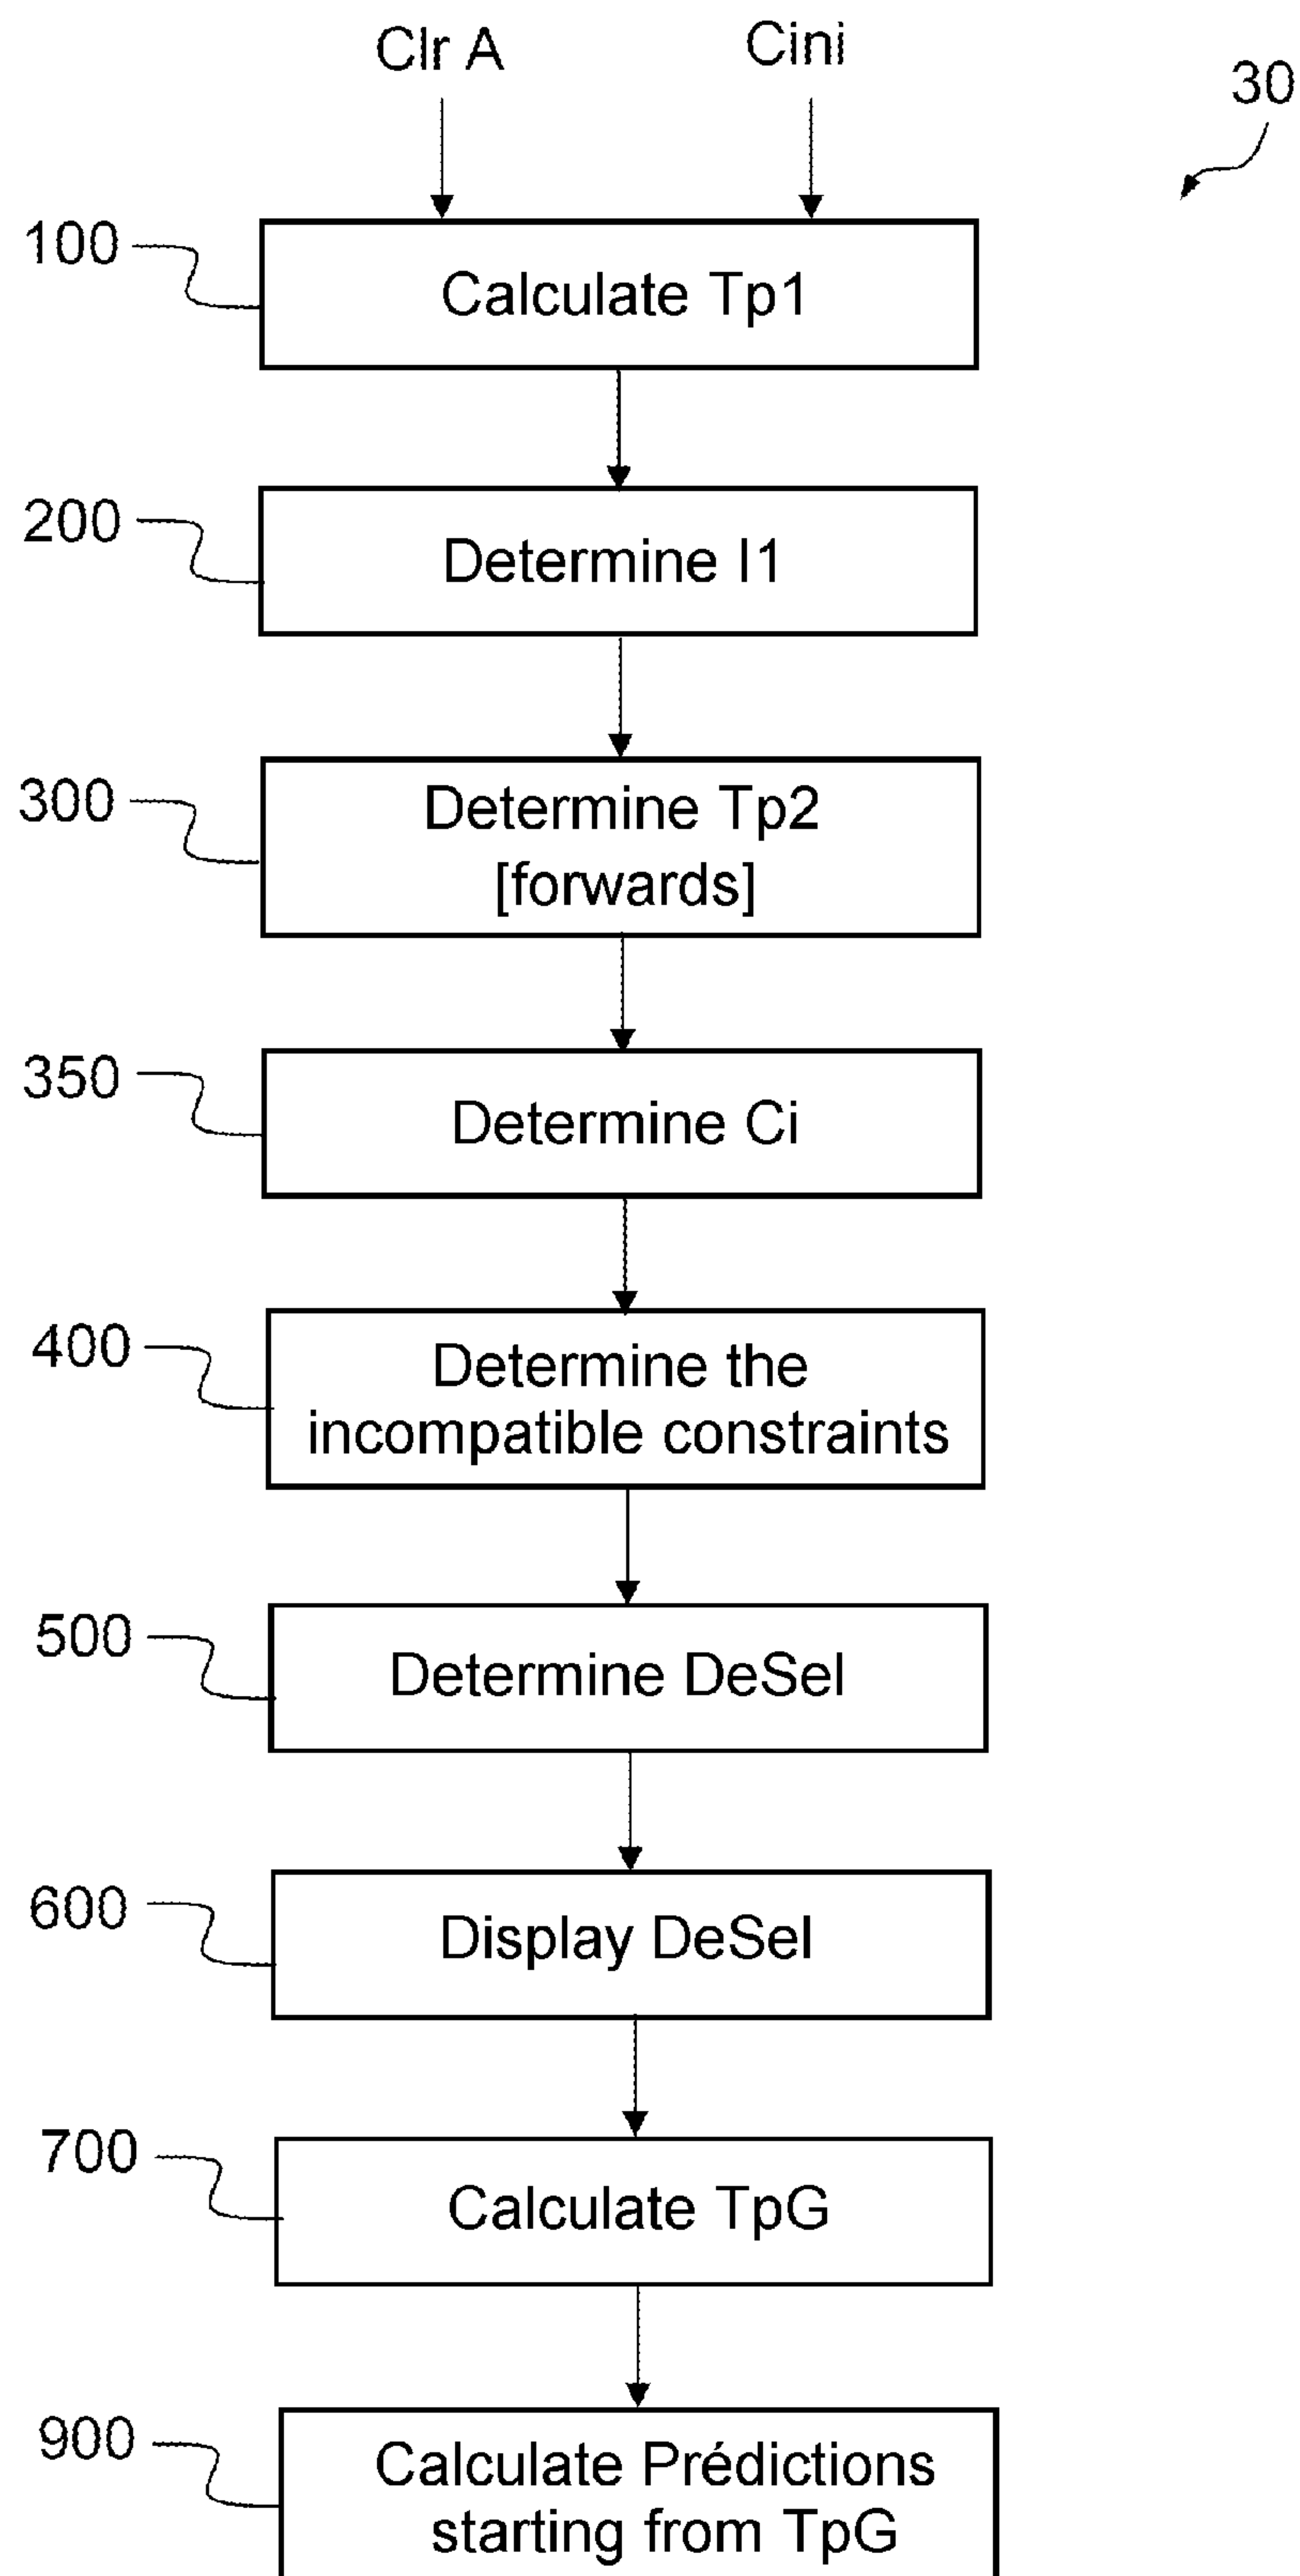 Clr A
Cini
30
100
Calculate Tp1
200
Determine I1
300
Determine Tp2
[forwards]
350
Determine Ci
400
Determine the
incompatible constraints
500
Determine DeSel
600
Display DeSel
700
Calculate TpG
900
Calculate Prédictions
starting from TpG